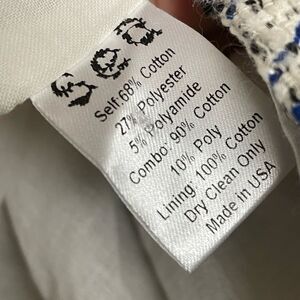 Self:68% Cotton
27% Polyester
5% Polyamide
Combo: 90% Cotton
10% Poly
Lining: 100% Cotton
Dry Clean Only
Made in USA